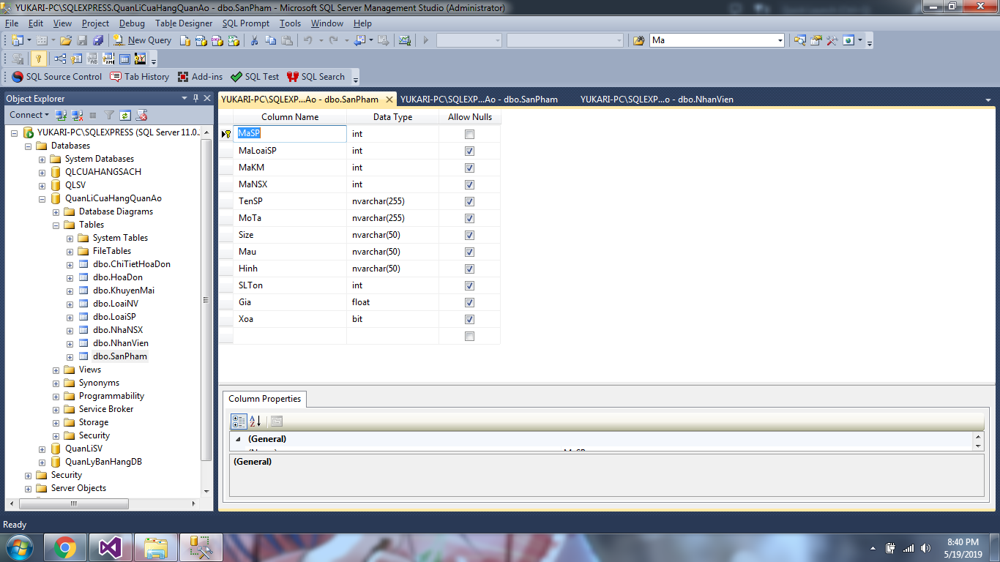 YUKARI-PC\SQLEXPRESS.QuanLiCuaHangQuanAo - dbo.SanPham - Microsoft SQL Server Management Studio (Administrator)
File Edit View Project Debug Table Designer SQL Prompt Tools Window Help
New Query Ma
SQL Source Control Tab History Add-ins SQL Test SQL Search
Object Explorer
Connect
YUKARI-PC\SQLEXPRESS (SQL Server 11.0..
Databases
System Databases
QLCUAHANGSACH
QLSV
QuanLiCuaHangQuanAo
Database Diagrams
Tables
System Tables
FileTables
dbo.ChiTietHoaDon
dbo.HoaDon
dbo.KhuyenMai
dbo.LoaiNV
dbo.LoaiSP
dbo.NhaNSX
dbo.NhanVien
dbo.SanPham
Views
Synonyms
Programmability
Service Broker
Storage
Security
QuanLiSV
QuanLyBanHangDB
Security
Server Objects
YUKARI-PC\SQLEXP...Ao - dbo.SanPham YUKARI-PC\SQLEXP...Ao - dbo.SanPham YUKARI-PC\SQLEXP...o - dbo.NhanVien
Column Name Data Type Allow Nulls
MaSP int
MaLoaiSP int
MaKM int
MaNSX int
TenSP nvarchar(255)
MoTa nvarchar(255)
Size nvarchar(50)
Mau nvarchar(50)
Hinh nvarchar(50)
SLTon int
Gia float
Xoa bit
Column Properties
(General)
(General)
Ready
8:40 PM
5/19/2019